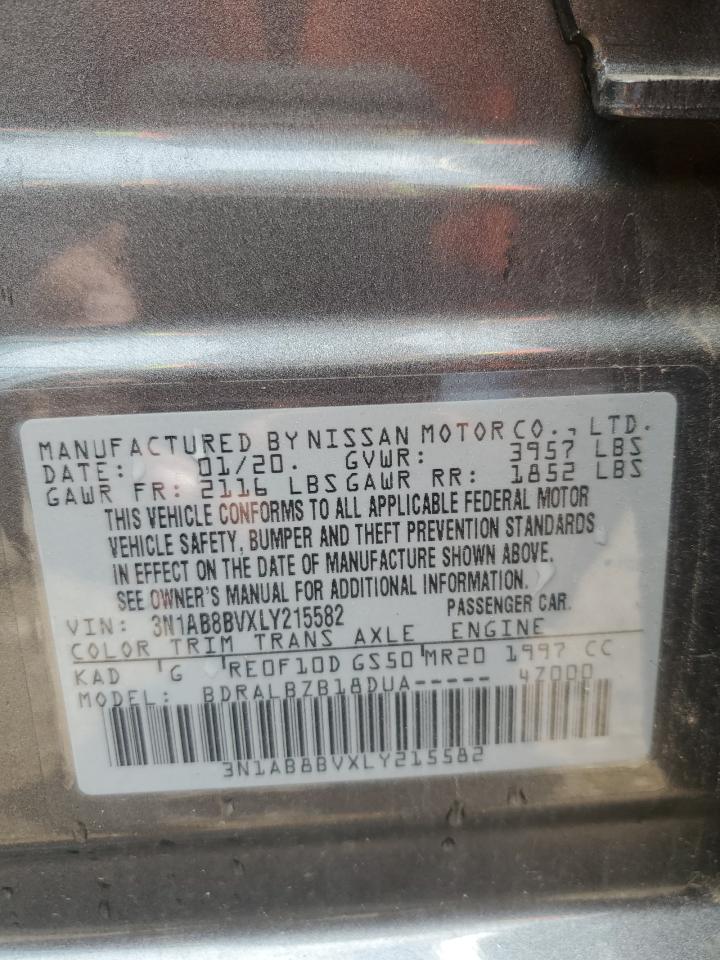 MANUFACTURED BY NISSAN MOTOR CO., LTD.
DATE: 01/20. GVWR: 3957 LBS
GAWR FR: 2116 LBS GAWR RR: 1852 LBS
THIS VEHICLE CONFORMS TO ALL APPLICABLE FEDERAL MOTOR
VEHICLE SAFETY, BUMPER AND THEFT PREVENTION STANDARDS
IN EFFECT ON THE DATE OF MANUFACTURE SHOWN ABOVE.
SEE OWNER'S MANUAL FOR ADDITIONAL INFORMATION.
VIN: 3N1AB8BVXLY215582 PASSENGER CAR.
COLOR TRIM TRANS AXLE ENGINE
KAD G RE0F10D GS50 MR20 1997 CC
MODEL: BDRALBZB18DUA----- 47000
3N1AB8BVXLY215582